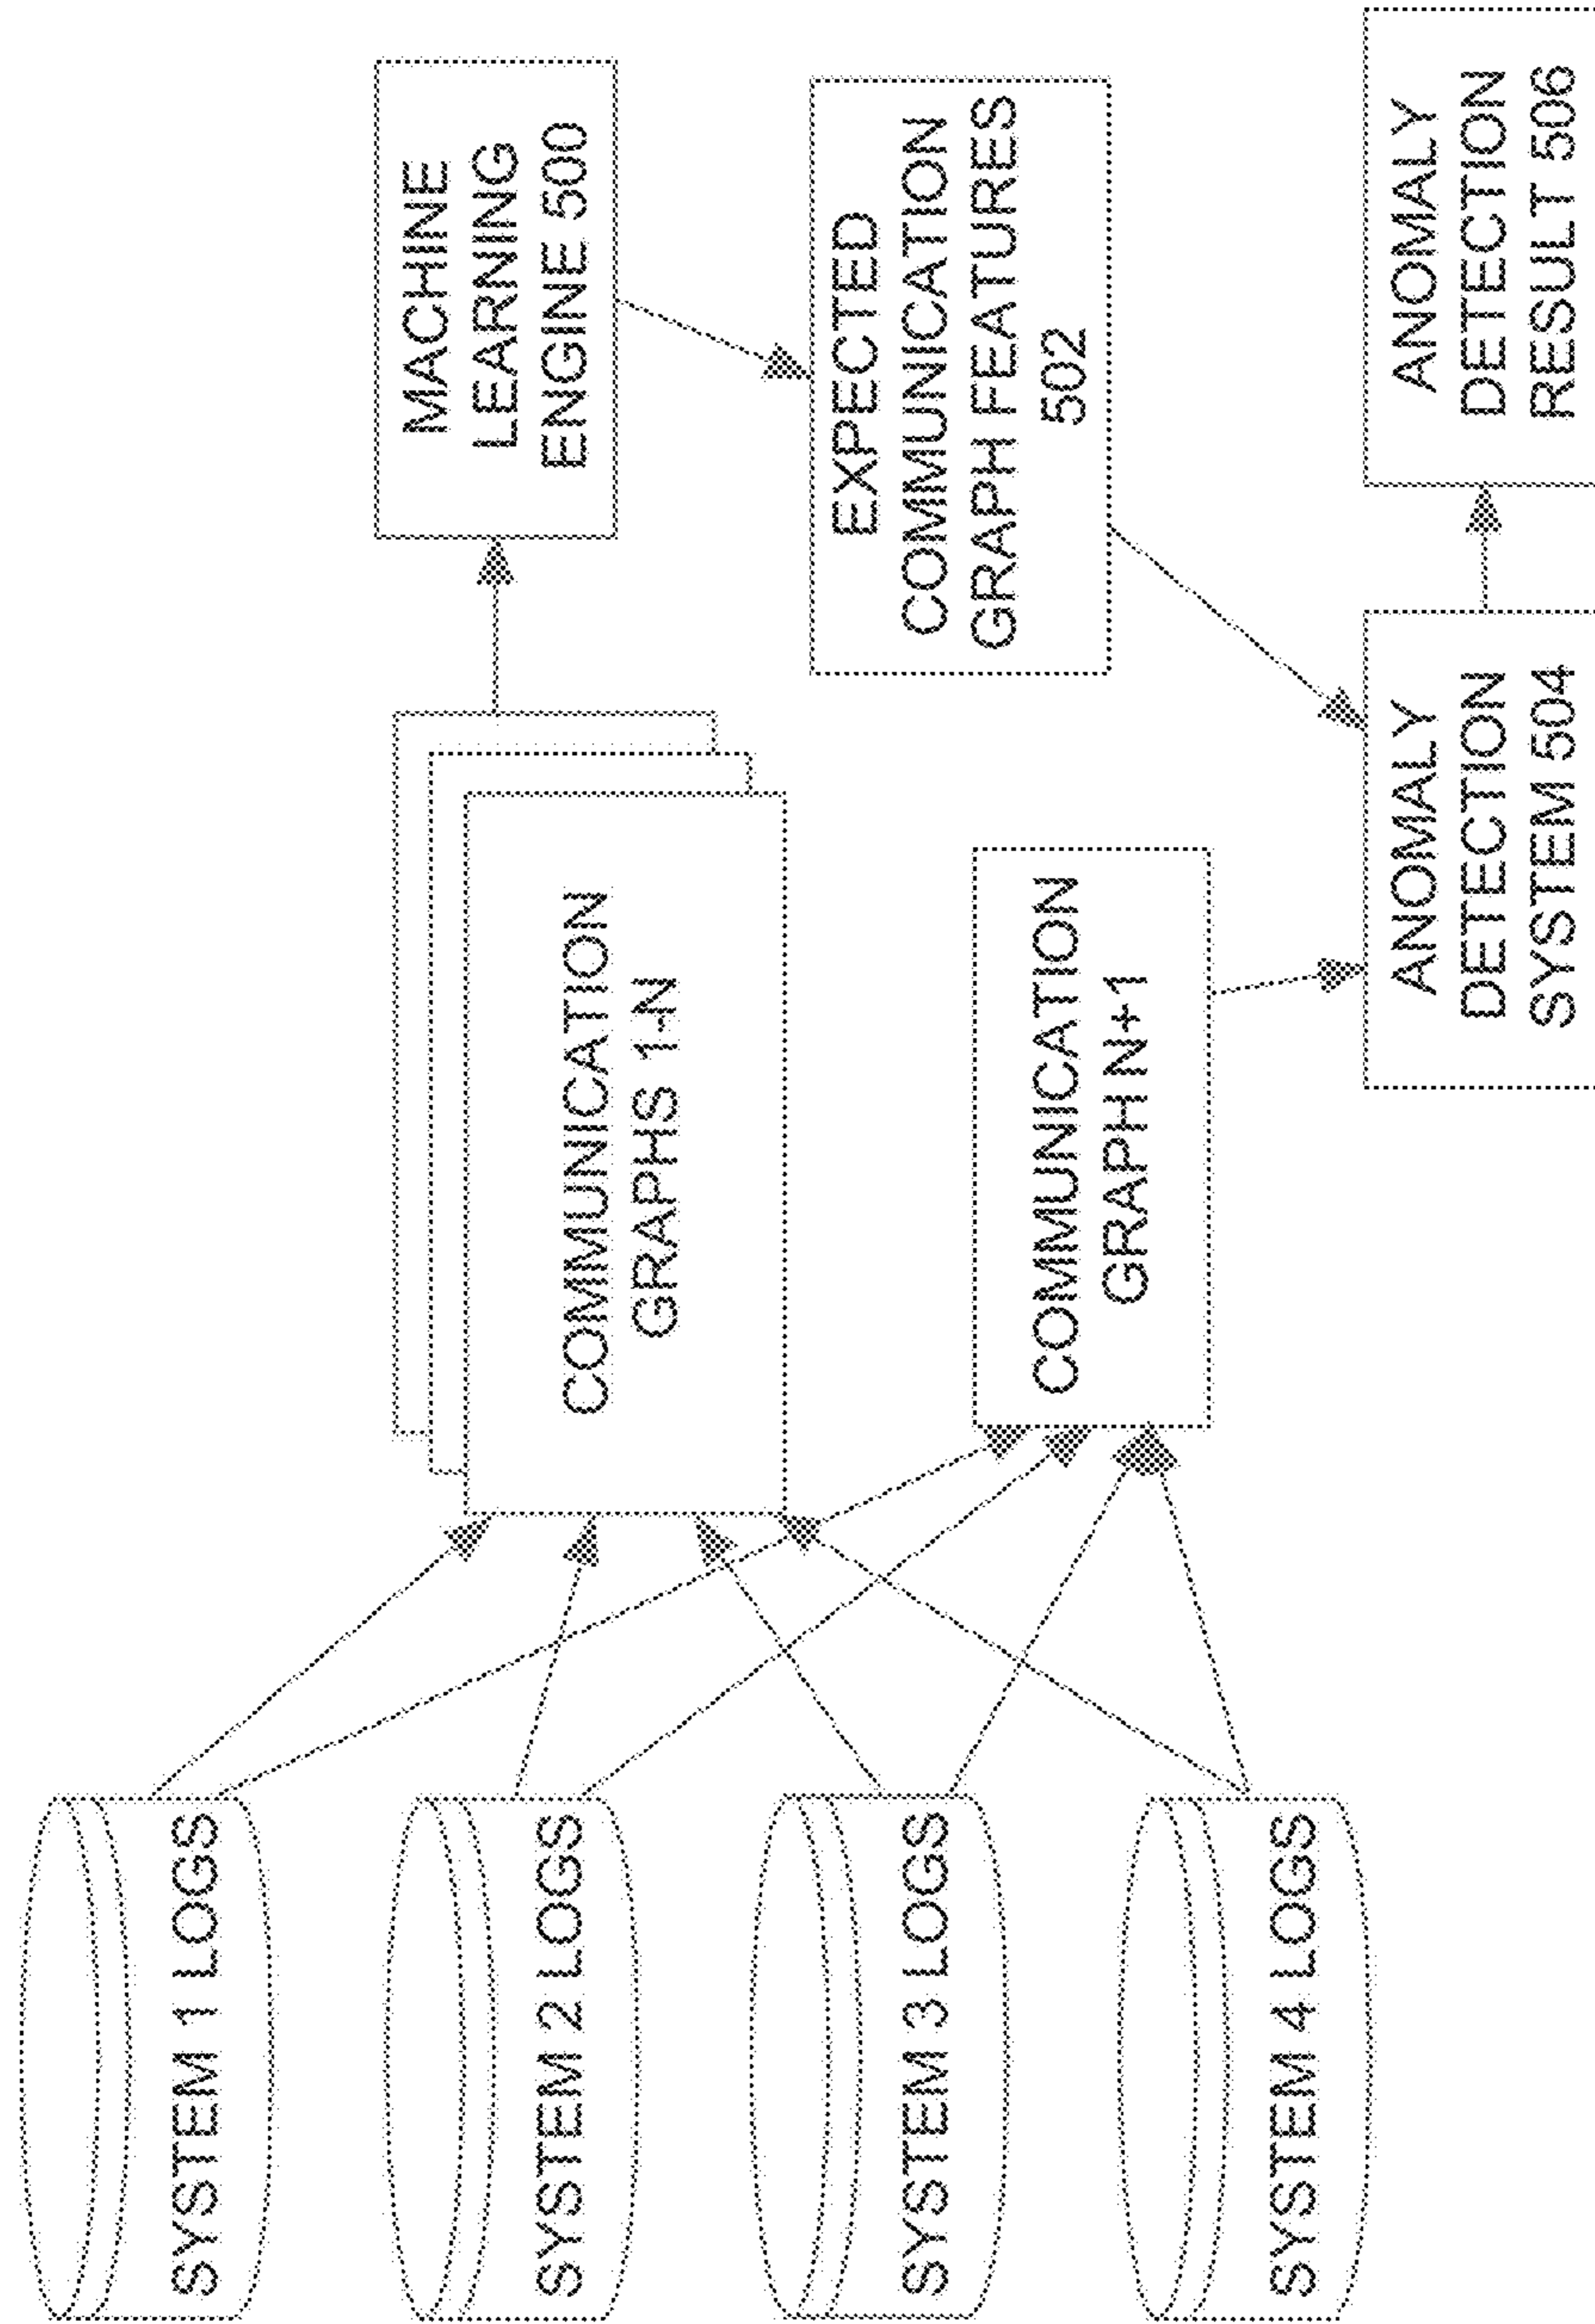 SYSTEM 1 LOGS
SYSTEM 2 LOGS
SYSTEM 3 LOGS
SYSTEM 4 LOGS
COMMUNICATION
GRAPHS 1-N
COMMUNICATION
GRAPH N+1
MACHINE
LEARNING
ENGINE 500
EXPECTED
COMMUNICATION
GRAPH FEATURES
502
ANOMALY
DETECTION
SYSTEM 504
ANOMALY
DETECTION
RESULT 506